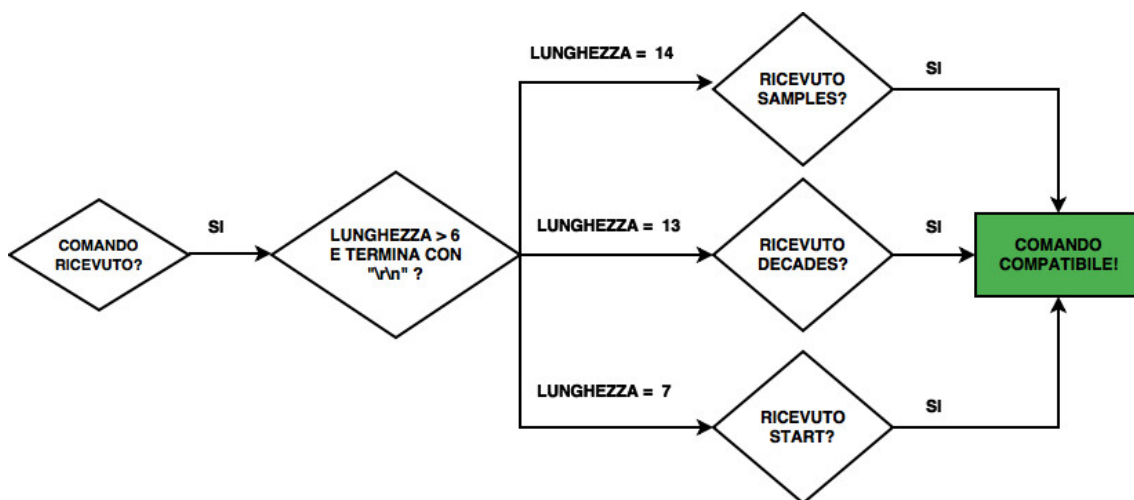 LUNGHEZZA = 14
RICEVUTO
SAMPLES?
SI
COMANDO
RICEVUTO?
SI
LUNGHEZZA > 6
E TERMINA CON
"\r\n" ?
LUNGHEZZA = 13
RICEVUTO
DECADES?
SI
COMANDO
COMPATIBILE!
LUNGHEZZA = 7
RICEVUTO
START?
SI